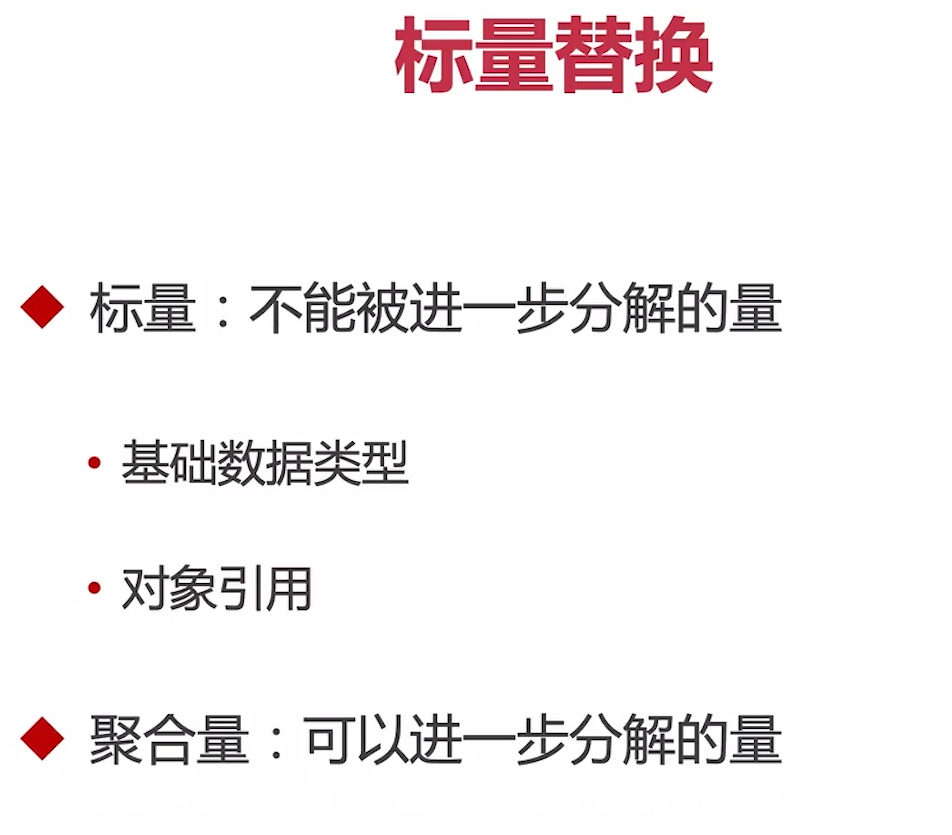 标量替换
标量：不能被进一步分解的量
基础数据类型
对象引用
聚合量：可以进一步分解的量